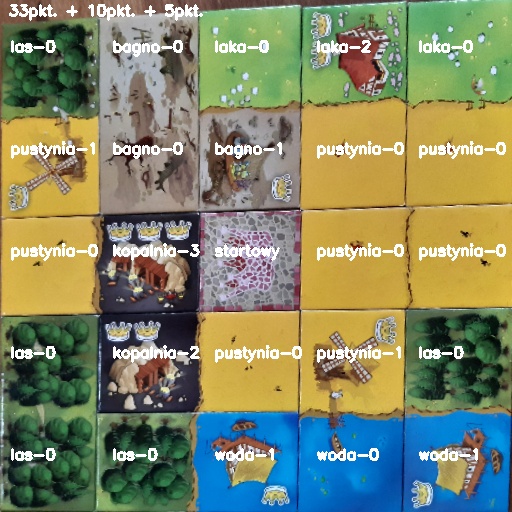 33pkt. + 10pkt. + 5pkt.
las-0 bagno-0 laka-0 laka-2 laka-0
pustynia-1 bagno-0 bagno-1 pustynia-0 pustynia-0
pustynia-0 kopalnia-3 startowy pustynia-0 pustynia-0
las-0 kopalnia-2 pustynia-0 pustynia-1 las-0
las-0 las-0 woda-1 woda-0 woda-1